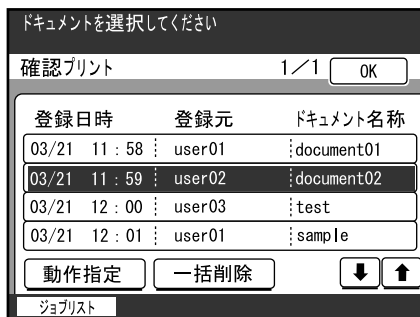 ドキュメントを選択してください
確認プリント 1/1 OK
登録日時 登録元 ドキュメント名称
03/21 11:58 user01 document01
03/21 11:59 user02 document02
03/21 12:00 user03 test
03/21 12:01 user01 sample
動作指定 一括削除
ジョブリスト